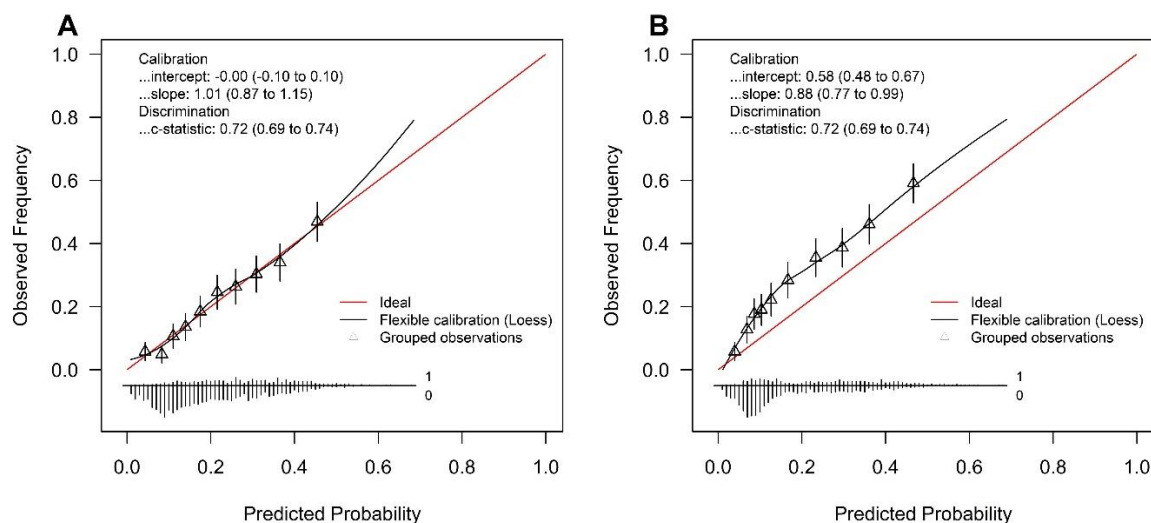 A
Calibration
...intercept: -0.00 (-0.10 to 0.10)
...slope: 1.01 (0.87 to 1.15)
Discrimination
...c-statistic: 0.72 (0.69 to 0.74)
Observed Frequency
1.0
0.8
0.6
0.4
0.2
0.0
Ideal
Flexible calibration (Loess)
Grouped observations
1
0
0.0 0.2 0.4 0.6 0.8 1.0
Predicted Probability
B
Calibration
...intercept: 0.58 (0.48 to 0.67)
...slope: 0.88 (0.77 to 0.99)
Discrimination
...c-statistic: 0.72 (0.69 to 0.74)
Observed Frequency
1.0
0.8
0.6
0.4
0.2
0.0
Ideal
Flexible calibration (Loess)
Grouped observations
1
0
0.0 0.2 0.4 0.6 0.8 1.0
Predicted Probability